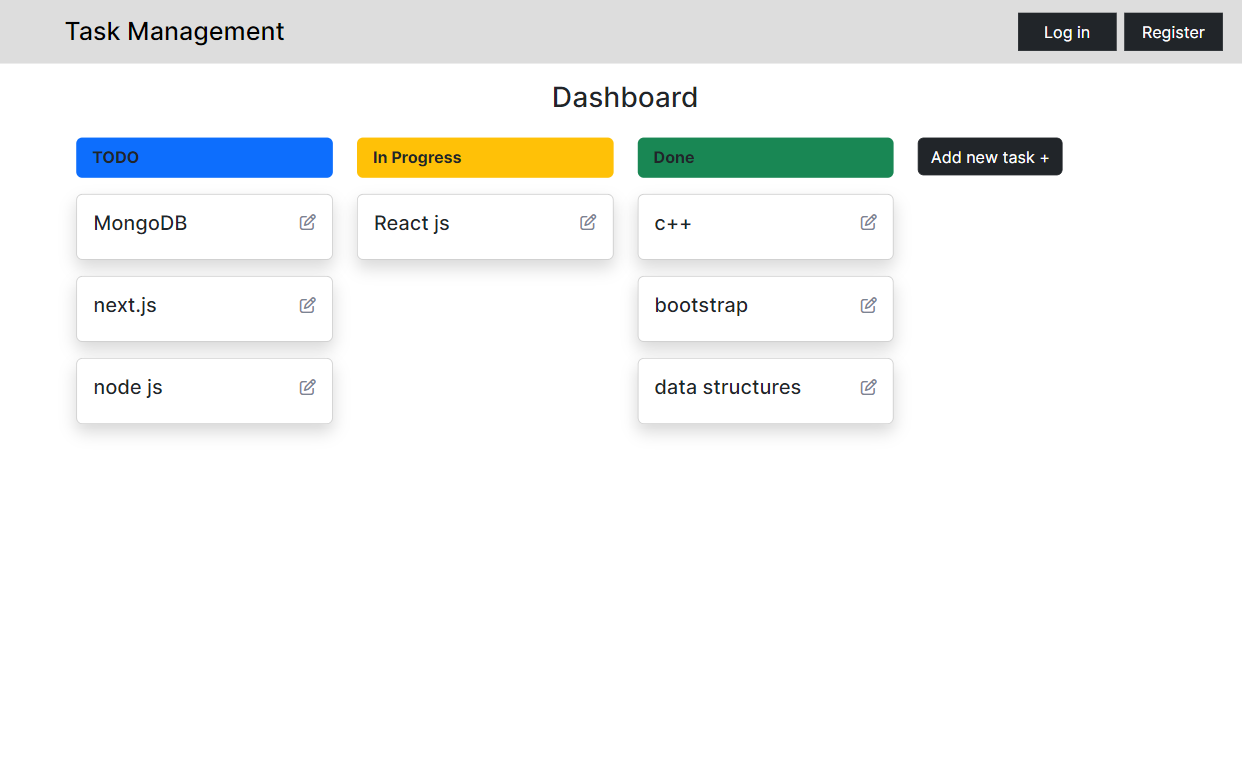 Task Management
Log in
Register
Dashboard
TODO
In Progress
Done
Add new task +
MongoDB
React js
c++
next.js
bootstrap
node js
data structures